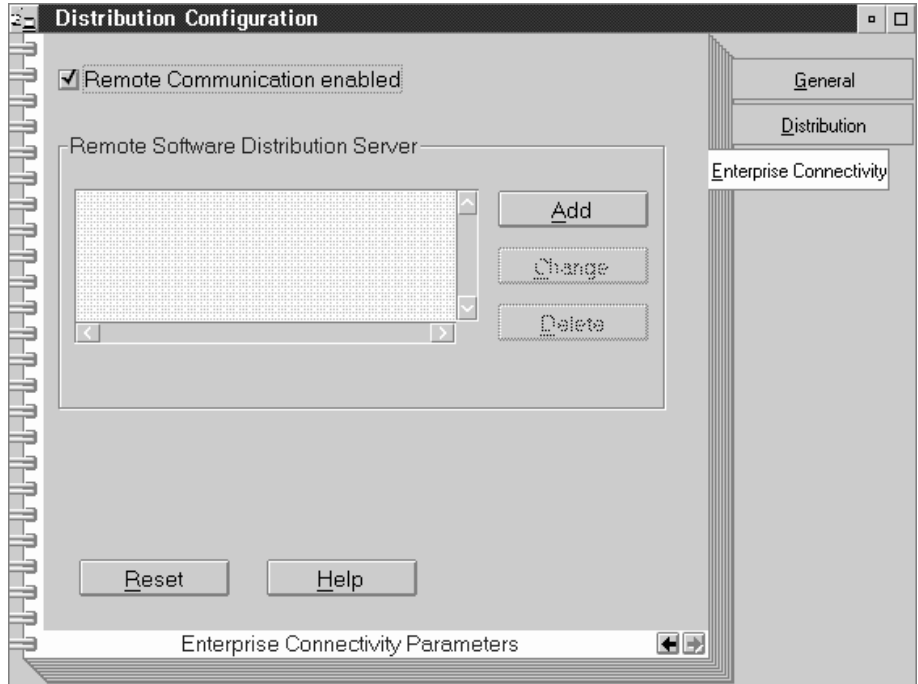 Distribution Configuration
Remote Communication enabled
General
Distribution
Enterprise Connectivity
Remote Software Distribution Server
Add
Change
Delete
Reset
Help
Enterprise Connectivity Parameters